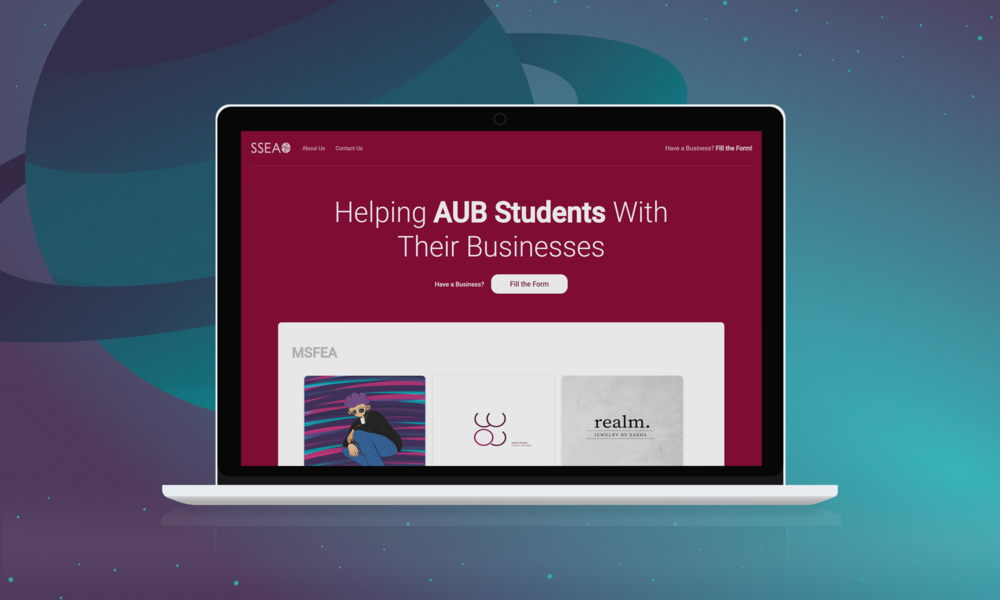 SSEA
About Us
Contact Us
Have a Business? Fill the Form!
Helping AUB Students With
Their Businesses
Have a Business?
Fill the Form
MSFEA
realm.
JEWELRY BY SASHA